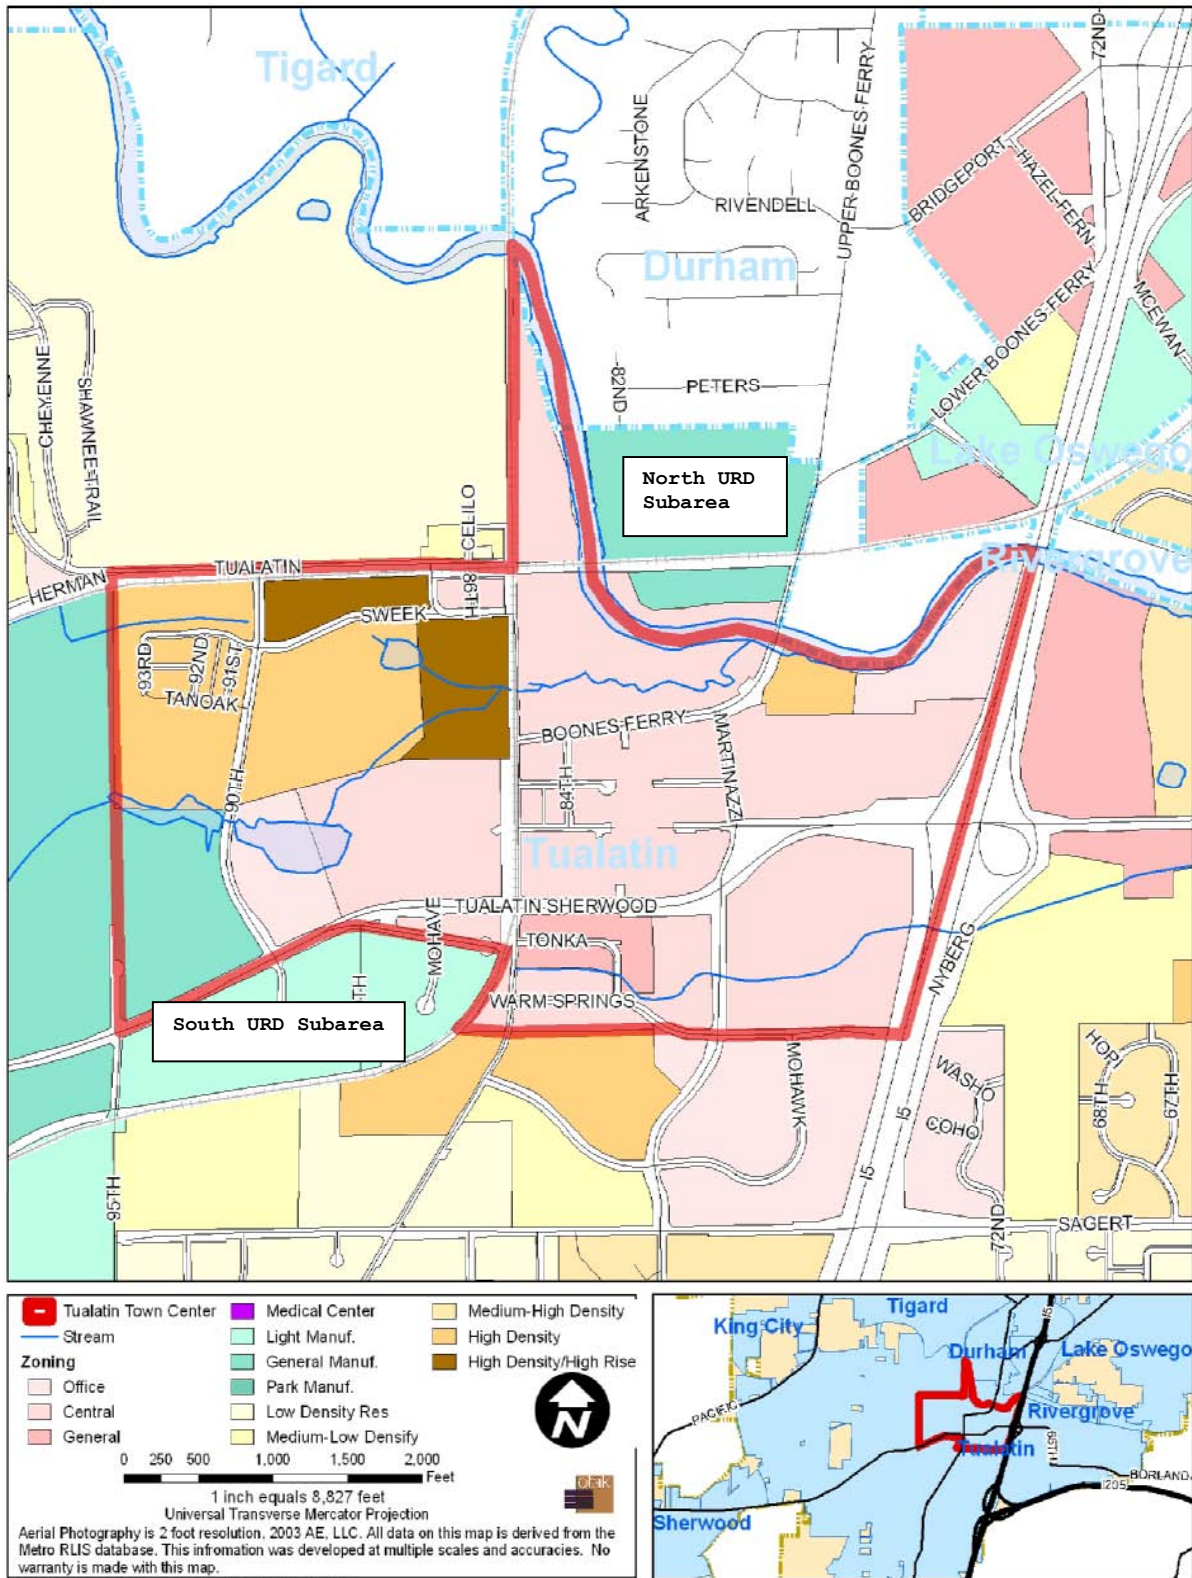 Tigard
72ND
UPPER-BOONES-FERRY
ARKENSTONE
BRIDGEPORT
HAZEL-FERN
RIVENDELL
Durham
MCEWAN
LOWER-BOONES-FERRY
CHEYENNE
SHAWNEE-TRAIL
82ND
PETERS
Lake Oswego
North URD
Subarea
CELILO
HERMAN
TUALATIN
Rivergrove
86TH
SWEEK
93RD
92ND
91ST
TANOAK
BOONES-FERRY
MARTINAZZI
90TH
84TH
Tualatin
TUALATIN-SHERWOOD
MOHAVE
TONKA
NYBERG
TH
WARM-SPRINGS
South URD Subarea
MOHAWK
HOPI
WASHO
68TH
67TH
COHO
I5
I5
95TH
72ND
SAGERT
Tualatin Town Center
Stream
Zoning
Office
Central
General
Medical Center
Light Manuf.
General Manuf.
Park Manuf.
Low Density Res
Medium-Low Densify
Medium-High Density
High Density
High Density/High Rise
N
0 250 500 1,000 1,500 2,000
Feet
1 inch equals 8,827 feet
Universal Transverse Mercator Projection
otak
Aerial Photography is 2 foot resolution, 2003 AE, LLC. All data on this map is derived from the
Metro RLIS database. This infromation was developed at multiple scales and accuracies. No
warranty is made with this map.
Tigard
I5
King City
Durham
Lake Oswego
PACIFIC
Rivergrove
Tualatin
65TH
BORLAND
I205
Sherwood